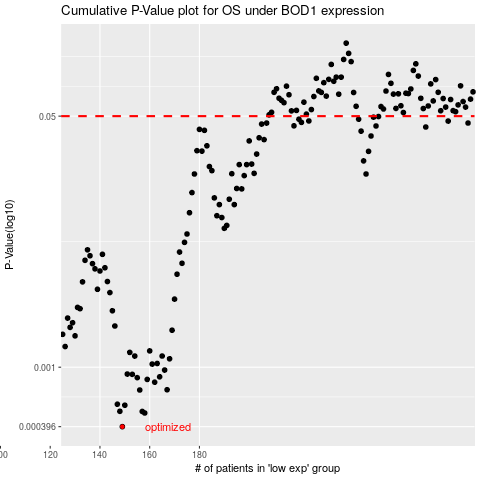 Cumulative P-Value plot for OS under BOD1 expression
P-Value(log10)
0.05
0.001
0.000396
optimized
00 120 140 160 180
# of patients in 'low exp' group